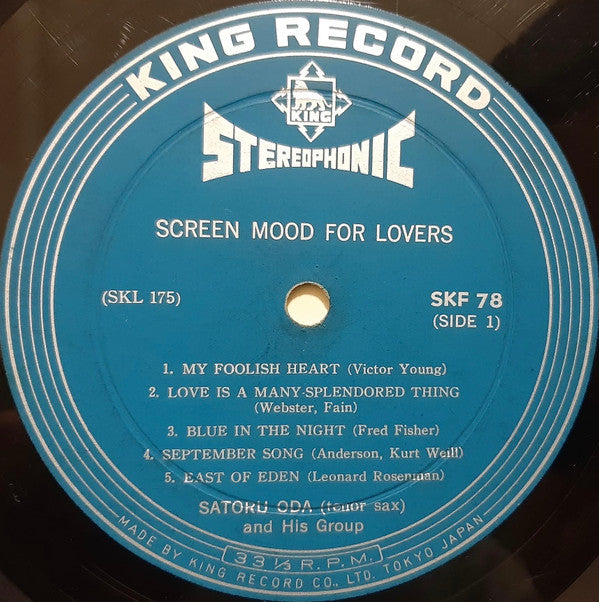 KING RECORD
KING
STEREOPHONIC
SCREEN MOOD FOR LOVERS
(SKL 175)
SKF 78
(SIDE 1)
1. MY FOOLISH HEART (Victor Young)
2. LOVE IS A MANY-SPLENDORED THING
(Webster, Fain)
3. BLUE IN THE NIGHT (Fred Fisher)
4. SEPTEMBER SONG (Anderson, Kurt Weill)
5. EAST OF EDEN (Leonard Rosenman)
SATORU ODA (tenor sax)
and His Group
33⅓ R.P.M.
MADE BY KING RECORD CO., LTD. TOKYO JAPAN